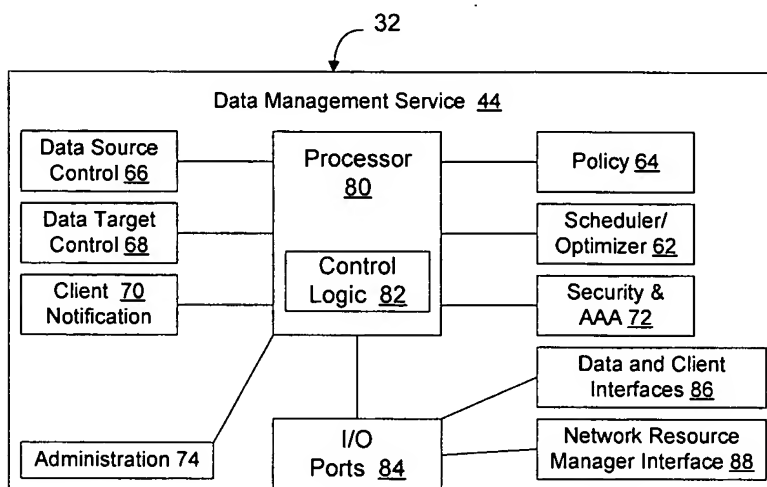 32
Data Management Service 44
Data Source
Control 66
Processor
80
Policy 64
Data Target
Control 68
Scheduler/
Optimizer 62
Control
Logic 82
Client 70
Notification
Security &
AAA 72
Data and Client
Interfaces 86
I/O
Ports 84
Administration 74
Network Resource
Manager Interface 88